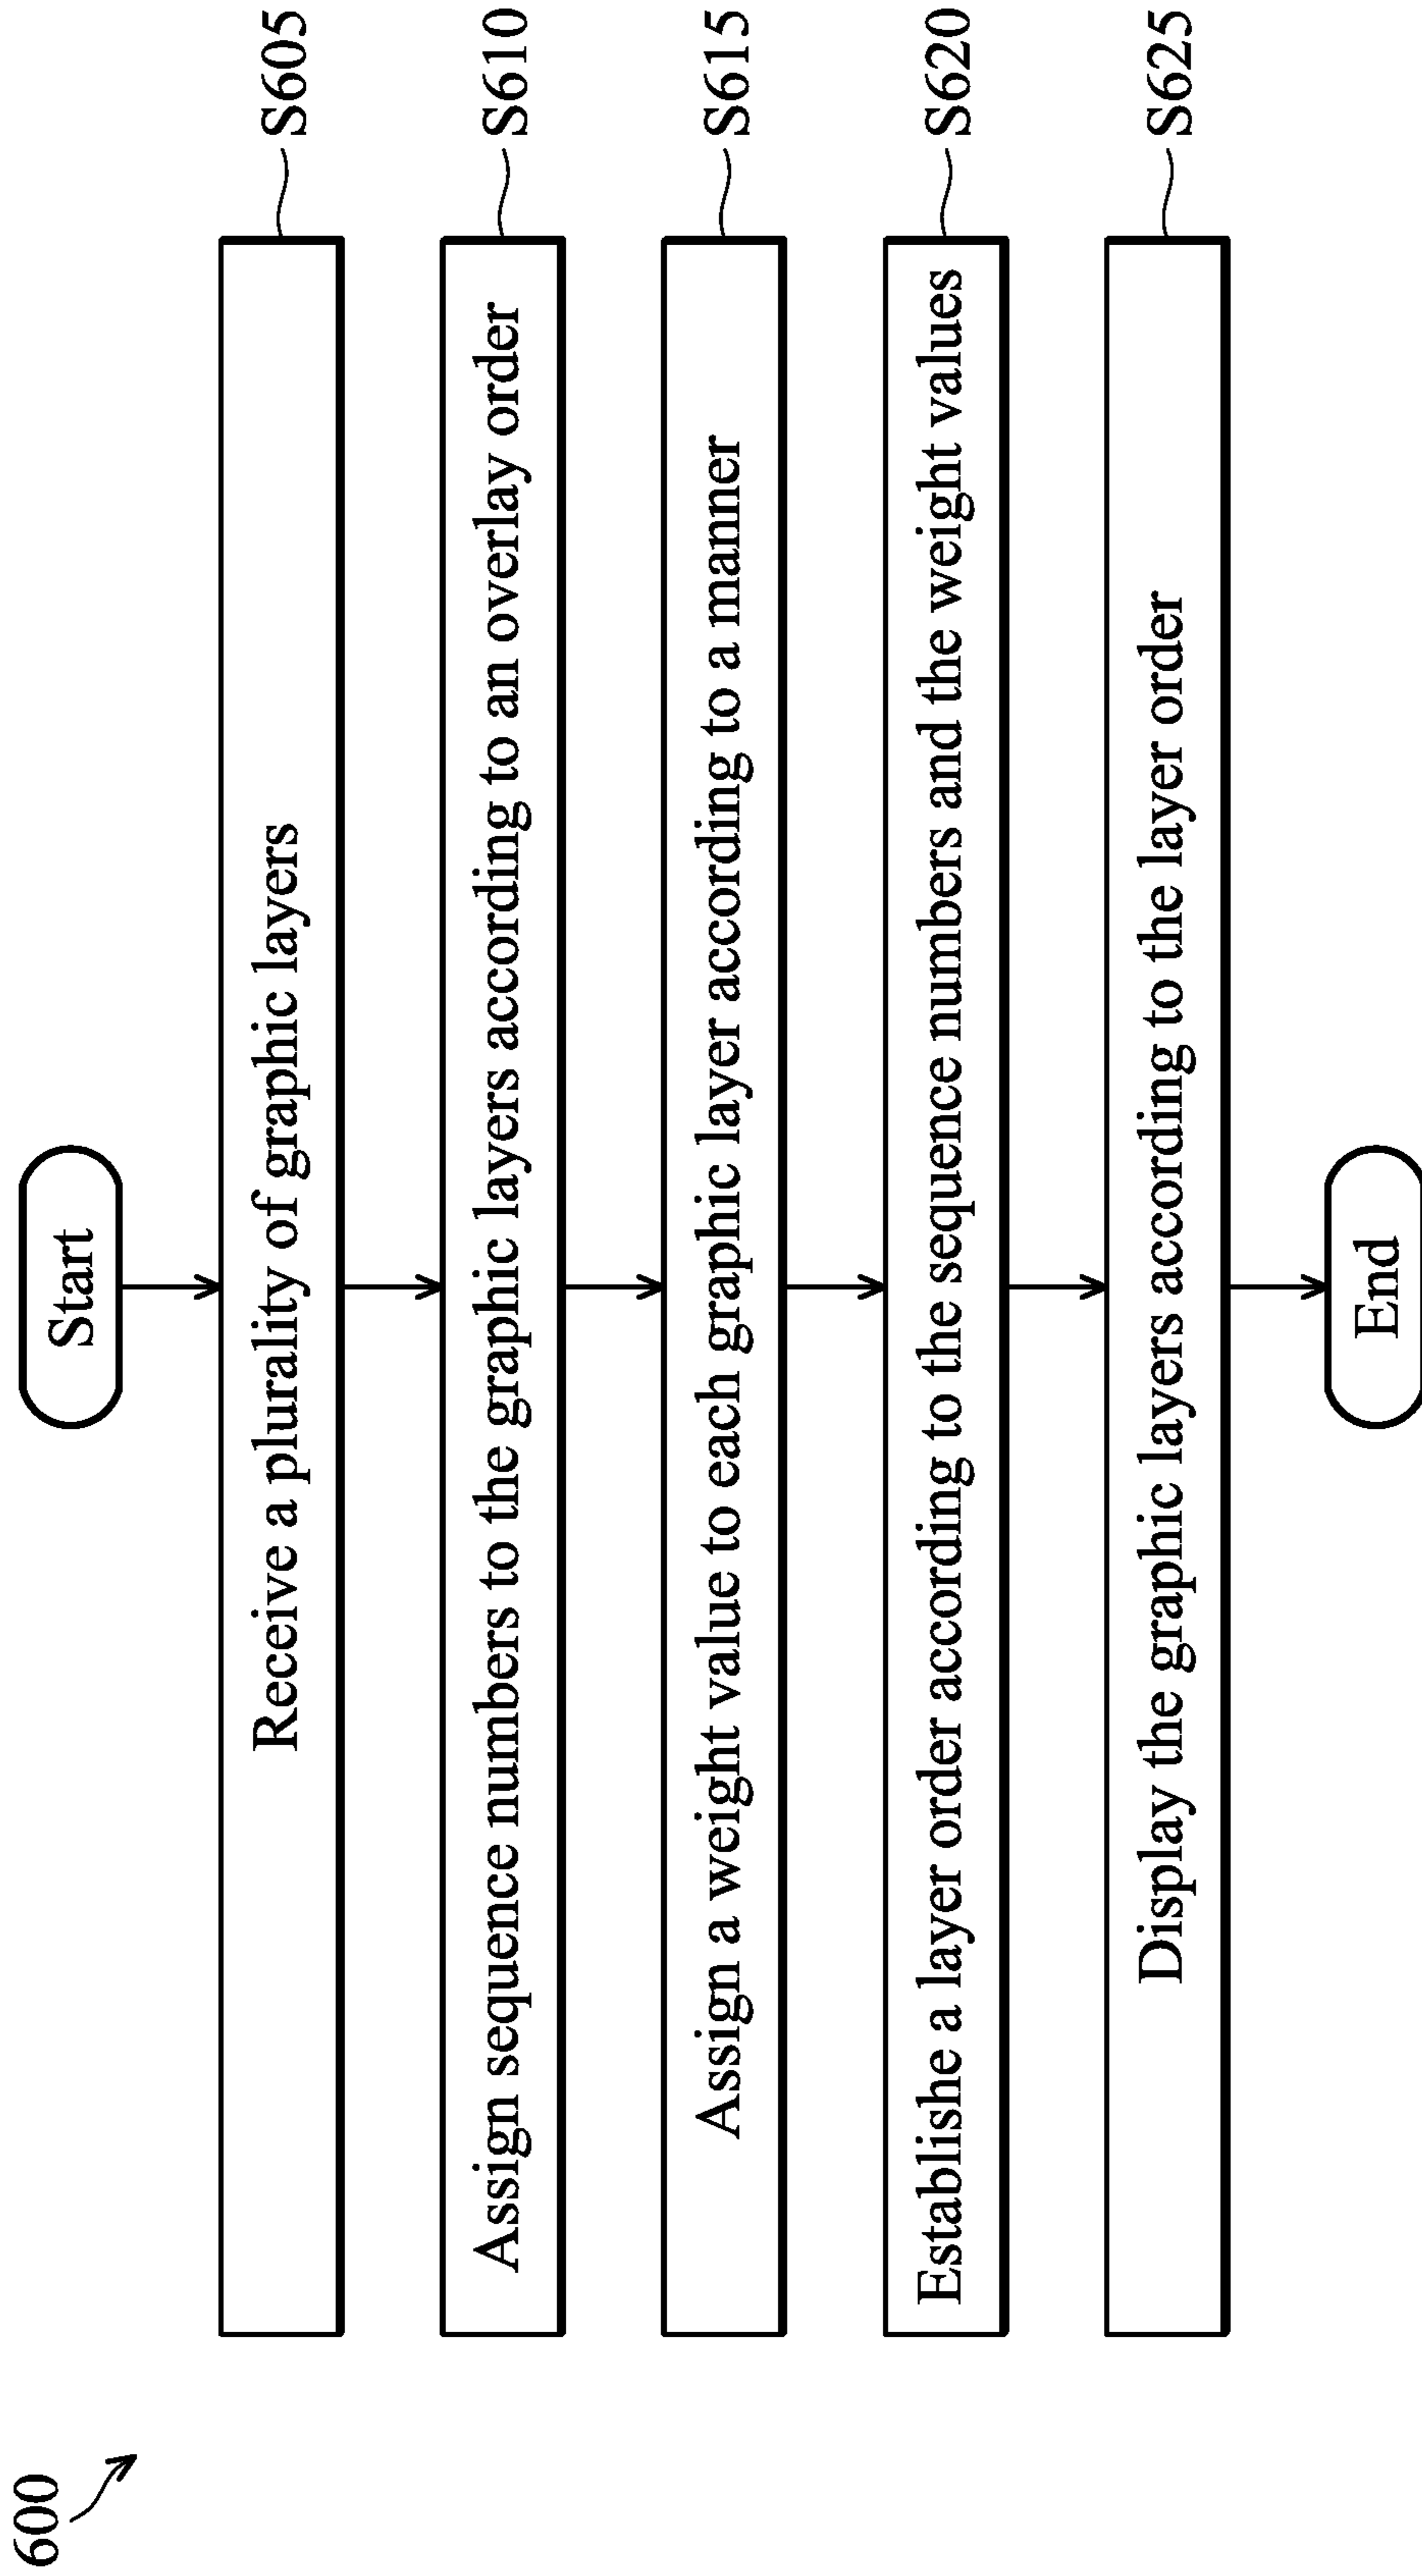 600
Start
Receive a plurality of graphic layers
S605
Assign sequence numbers to the graphic layers according to an overlay order
S610
Assign a weight value to each graphic layer according to a manner
S615
Establishe a layer order according to the sequence numbers and the weight values
S620
Display the graphic layers according to the layer order
S625
End